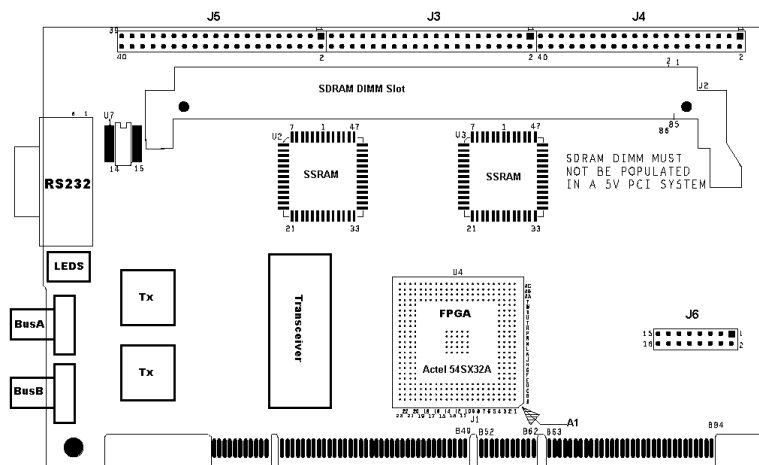 J5
J3
J4
39
40
2
2
40
2
2 1
J2
SDRAM DIMM Slot
85
86
U7
14
15
RS232
U2
7
1
47
SSRAM
21
33
U3
7
1
47
SSRAM
21
33
SDRAM DIMM MUST
NOT BE POPULATED
IN A 5V PCI SYSTEM
LEDS
BusA
BusB
Tx
Tx
Transceiver
U4
FPGA
Actel 54SX32A
A1
J6
15
1
16
2
J1
B49
B52
B62
B63
B94